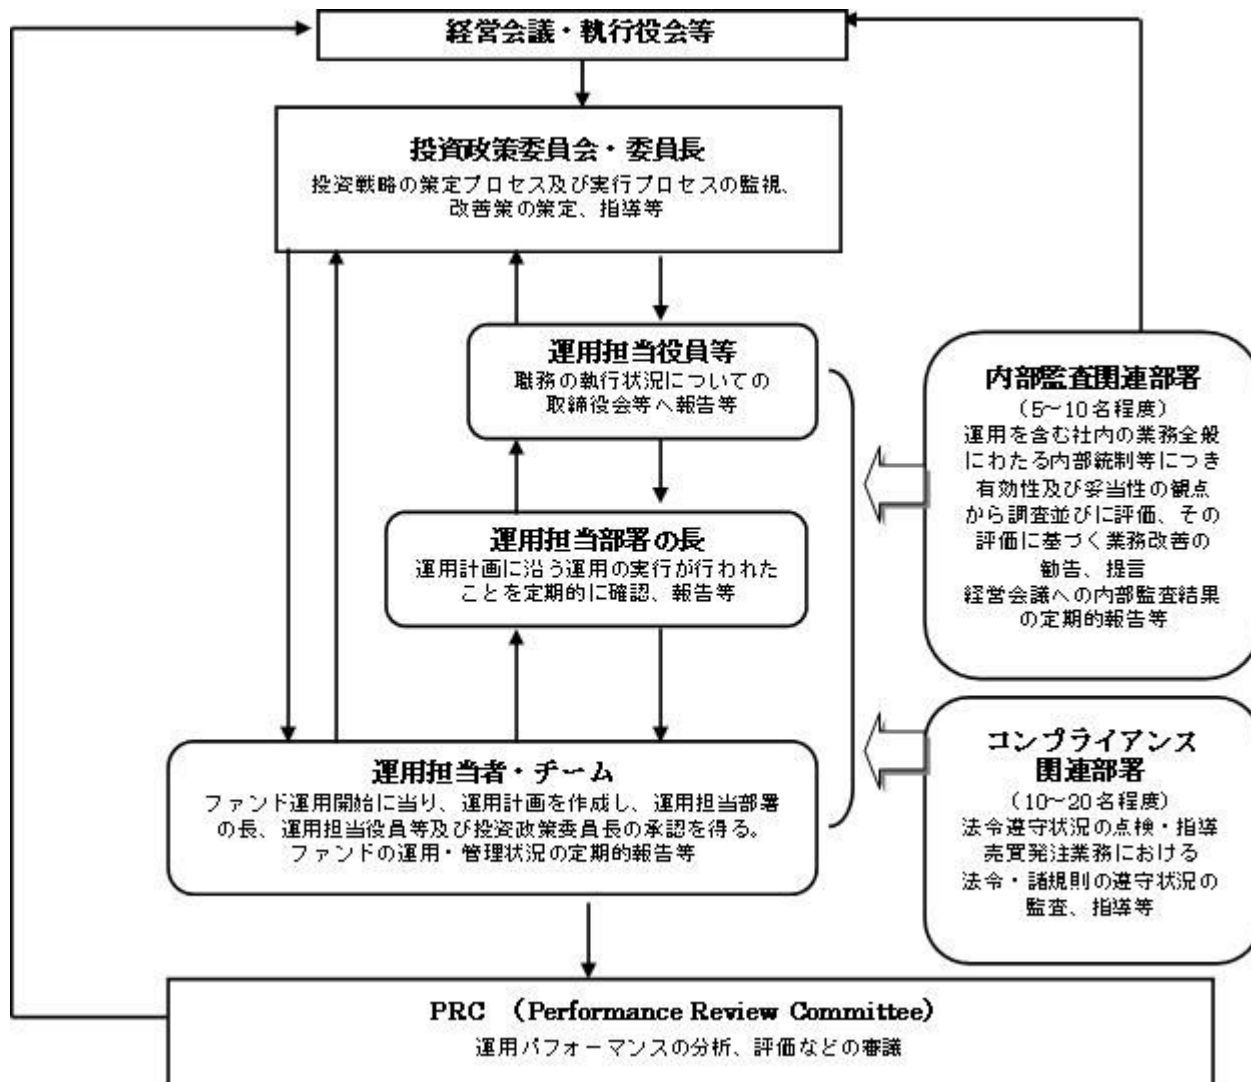 経営会議・執行役会等
投資政策委員会・委員長
投資戦略の策定プロセス及び実行プロセスの監視、
改善策の策定、指導等
運用担当役員等
職務の執行状況についての
取締役会等へ報告等
運用担当部署の長
運用計画に沿う運用の実行が行われた
ことを定期的に確認、報告等
運用担当者・チーム
ファンド運用開始に当り、運用計画を作成し、運用担当部署
の長、運用担当役員等及び投資政策委員長の承認を得る。
ファンドの運用・管理状況の定期的報告等
内部監査関連部署
（5～10名程度）
運用を含む社内の業務全般
にわたる内部統制等につき
有効性及び妥当性の観点
から調査並びに評価、その
評価に基づく業務改善の
勧告、提言
経営会議への内部監査結果
の定期的報告等
コンプライアンス
関連部署
（10～20名程度）
法令遵守状況の点検・指導
売買発注業務における
法令・諸規則の遵守状況の
監査、指導等
PRC （Performance Review Committee）
運用パフォーマンスの分析、評価などの審議